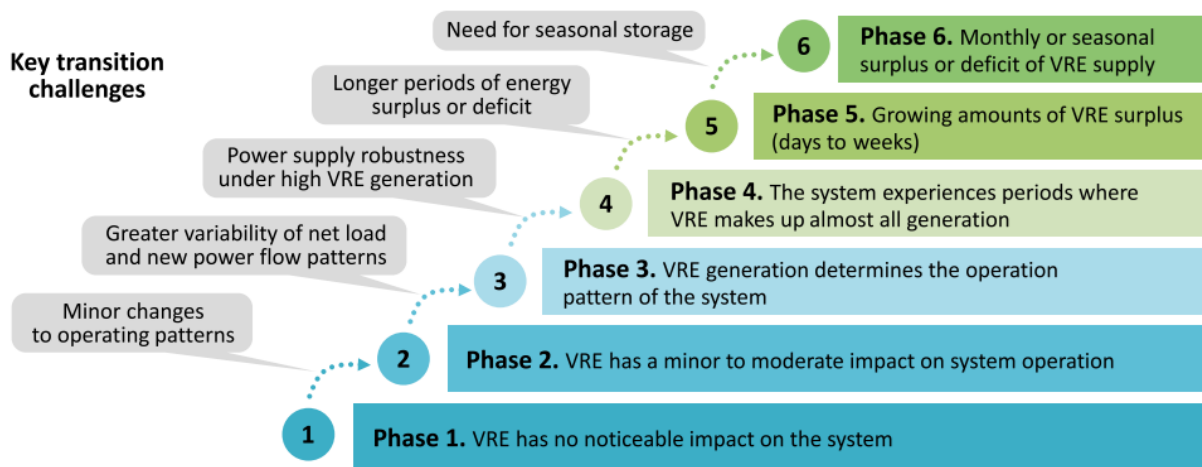 Key transition
challenges
Need for seasonal storage
6
Phase 6. Monthly or seasonal
surplus or deficit of VRE supply
Longer periods of energy
surplus or deficit
5
Phase 5. Growing amounts of VRE surplus
(days to weeks)
Power supply robustness
under high VRE generation
4
Phase 4. The system experiences periods where
VRE makes up almost all generation
Greater variability of net load
and new power flow patterns
3
Phase 3. VRE generation determines the operation
pattern of the system
Minor changes
to operating patterns
2
Phase 2. VRE has a minor to moderate impact on system operation
1
Phase 1. VRE has no noticeable impact on the system